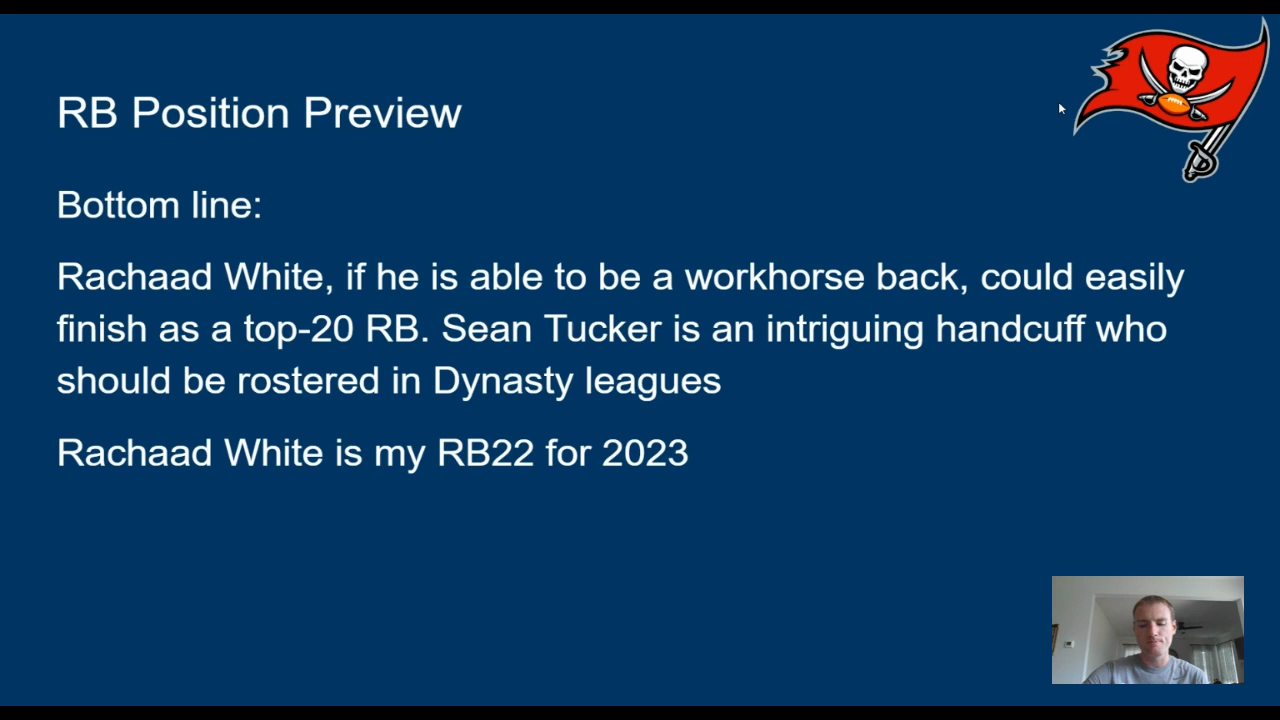 RB Position Preview
Bottom line:
Rachaad White, if he is able to be a workhorse back, could easily
finish as a top-20 RB. Sean Tucker is an intriguing handcuff who
should be rostered in Dynasty leagues
Rachaad White is my RB22 for 2023